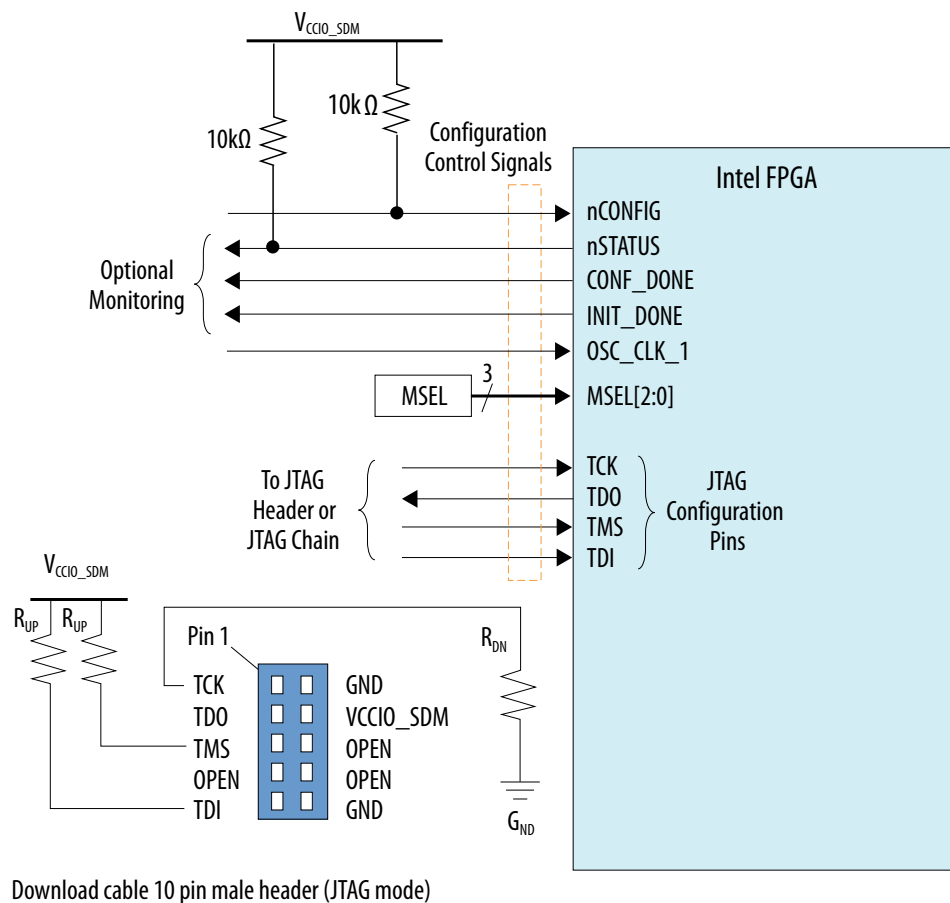 VCCIO_SDM
10kΩ
10kΩ
Configuration
Control Signals
Intel FPGA
nCONFIG
nSTATUS
CONF_DONE
INIT_DONE
OSC_CLK_1
MSEL[2:0]
Optional
Monitoring
MSEL
3
To JTAG
Header or
JTAG Chain
TCK
TDO
TMS
TDI
JTAG
Configuration
Pins
VCCIO_SDM
RUP
RUP
Pin 1
RDN
TCK
GND
TDO
VCCIO_SDM
TMS
OPEN
OPEN
OPEN
TDI
GND
GND
Download cable 10 pin male header (JTAG mode)